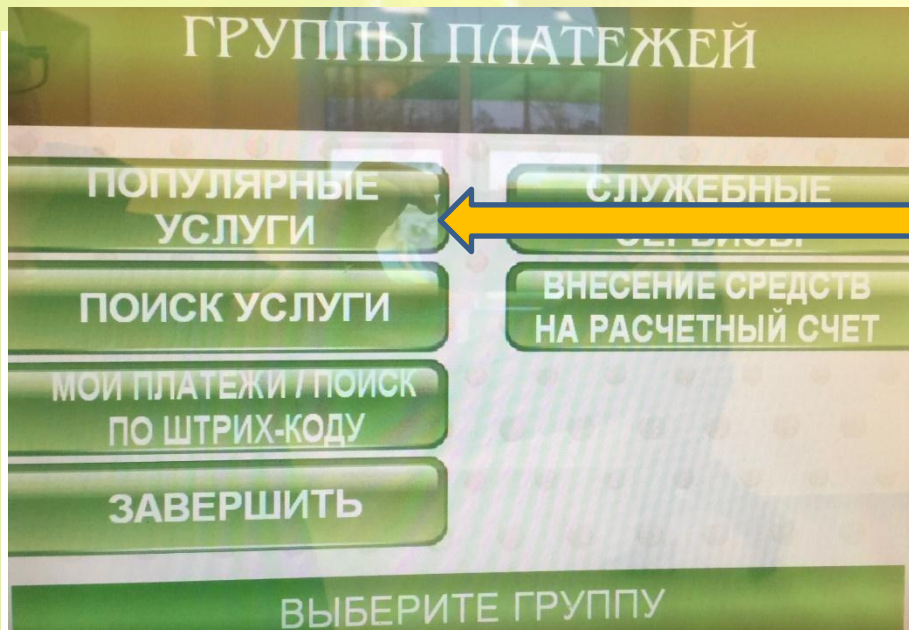 ГРУППЫ ПЛАТЕЖЕЙ
ПОПУЛЯРНЫЕ
УСЛУГИ
СЛУЖЕБНЫЕ
ПОИСК УСЛУГИ
ВНЕСЕНИЕ СРЕДСТВ
НА РАСЧЕТНЫЙ СЧЕТ
МОИ ПЛАТЕЖИ / ПОИСК
ПО ШТРИХ-КОДУ
ЗАВЕРШИТЬ
ВЫБЕРИТЕ ГРУППУ